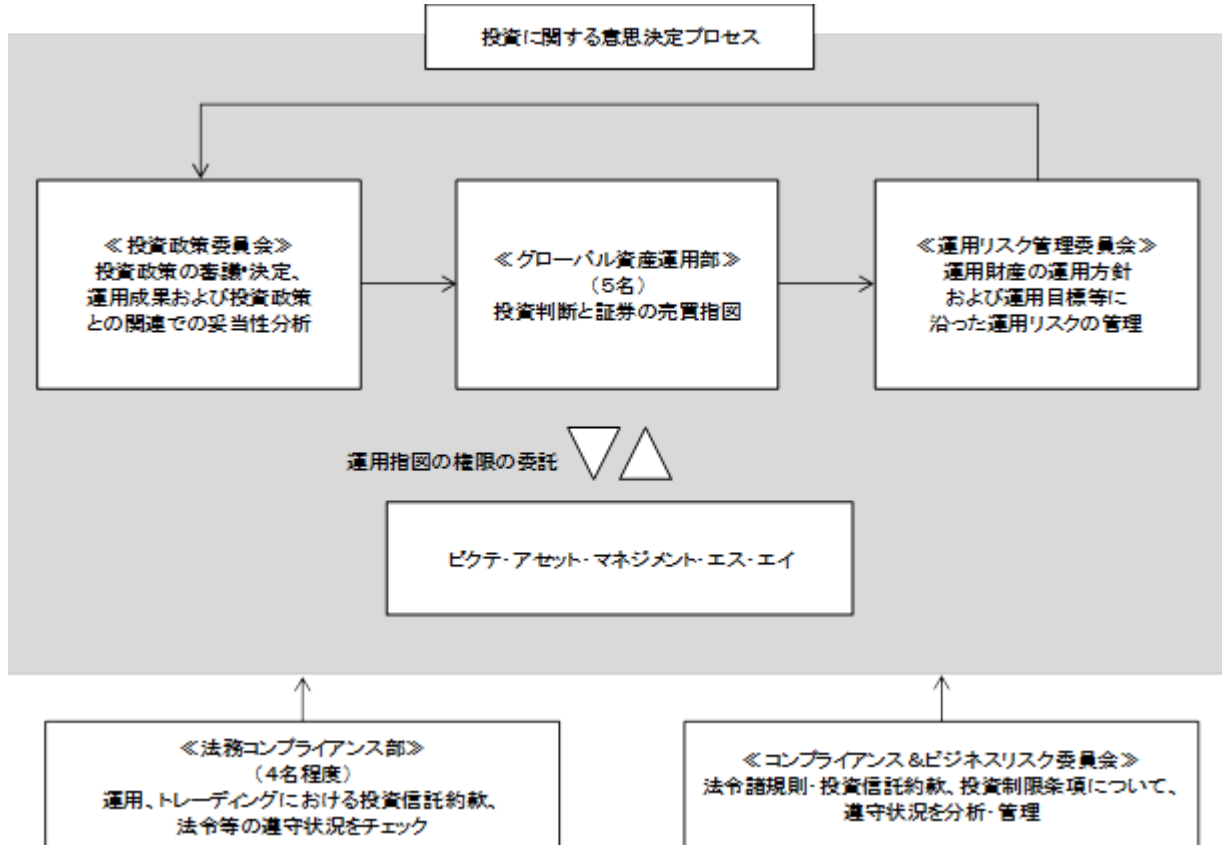 投資に関する意思決定プロセス
≪投資政策委員会≫
投資政策の審議・決定、
運用成果および投資政策
との関連での妥当性分析
≪グローバル資産運用部≫
(5名)
投資判断と証券の売買指図
≪運用リスク管理委員会≫
運用財産の運用方針
および運用目標等に
沿った運用リスクの管理
運用指図の権限の委託
ピクテ・アセット・マネジメント・エス・エイ
≪法務コンプライアンス部≫
(4名程度)
運用、トレーディングにおける投資信託約款、
法令等の遵守状況をチェック
≪コンプライアンス&ビジネスリスク委員会≫
法令諸規則・投資信託約款、投資制限条項について、
遵守状況を分析・管理